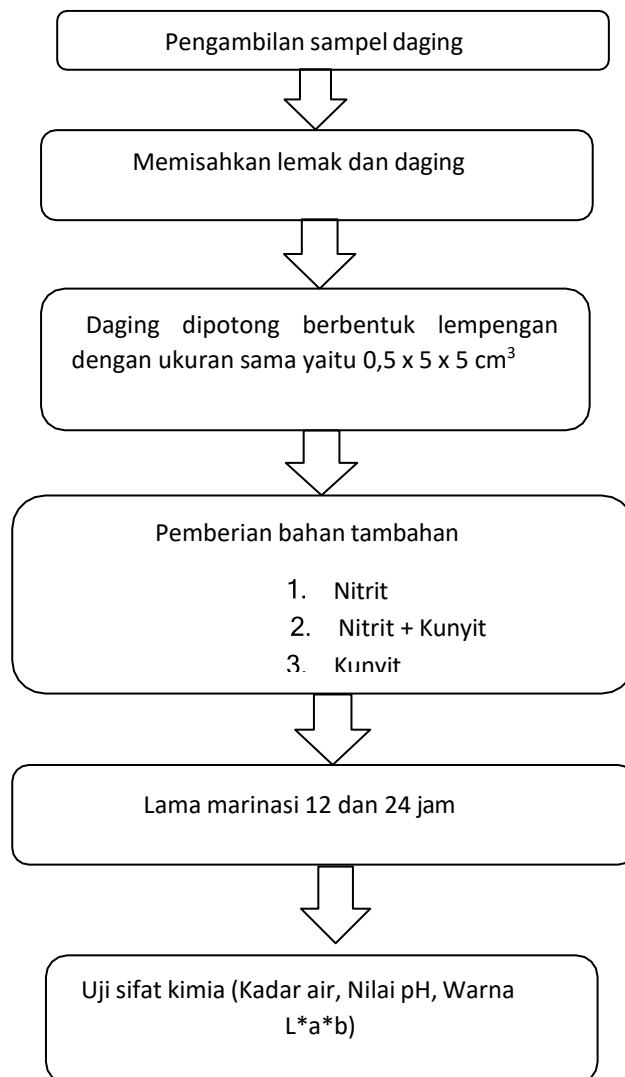 Pengambilan sampel daging
Memisahkan lemak dan daging
Daging dipotong berbentuk lempengan
dengan ukuran sama yaitu 0,5 x 5 x 5 cm³
Pemberian bahan tambahan
1. Nitrit
2. Nitrit + Kunyit
3. Kunyit
Lama marinasi 12 dan 24 jam
Uji sifat kimia (Kadar air, Nilai pH, Warna
L*a*b)